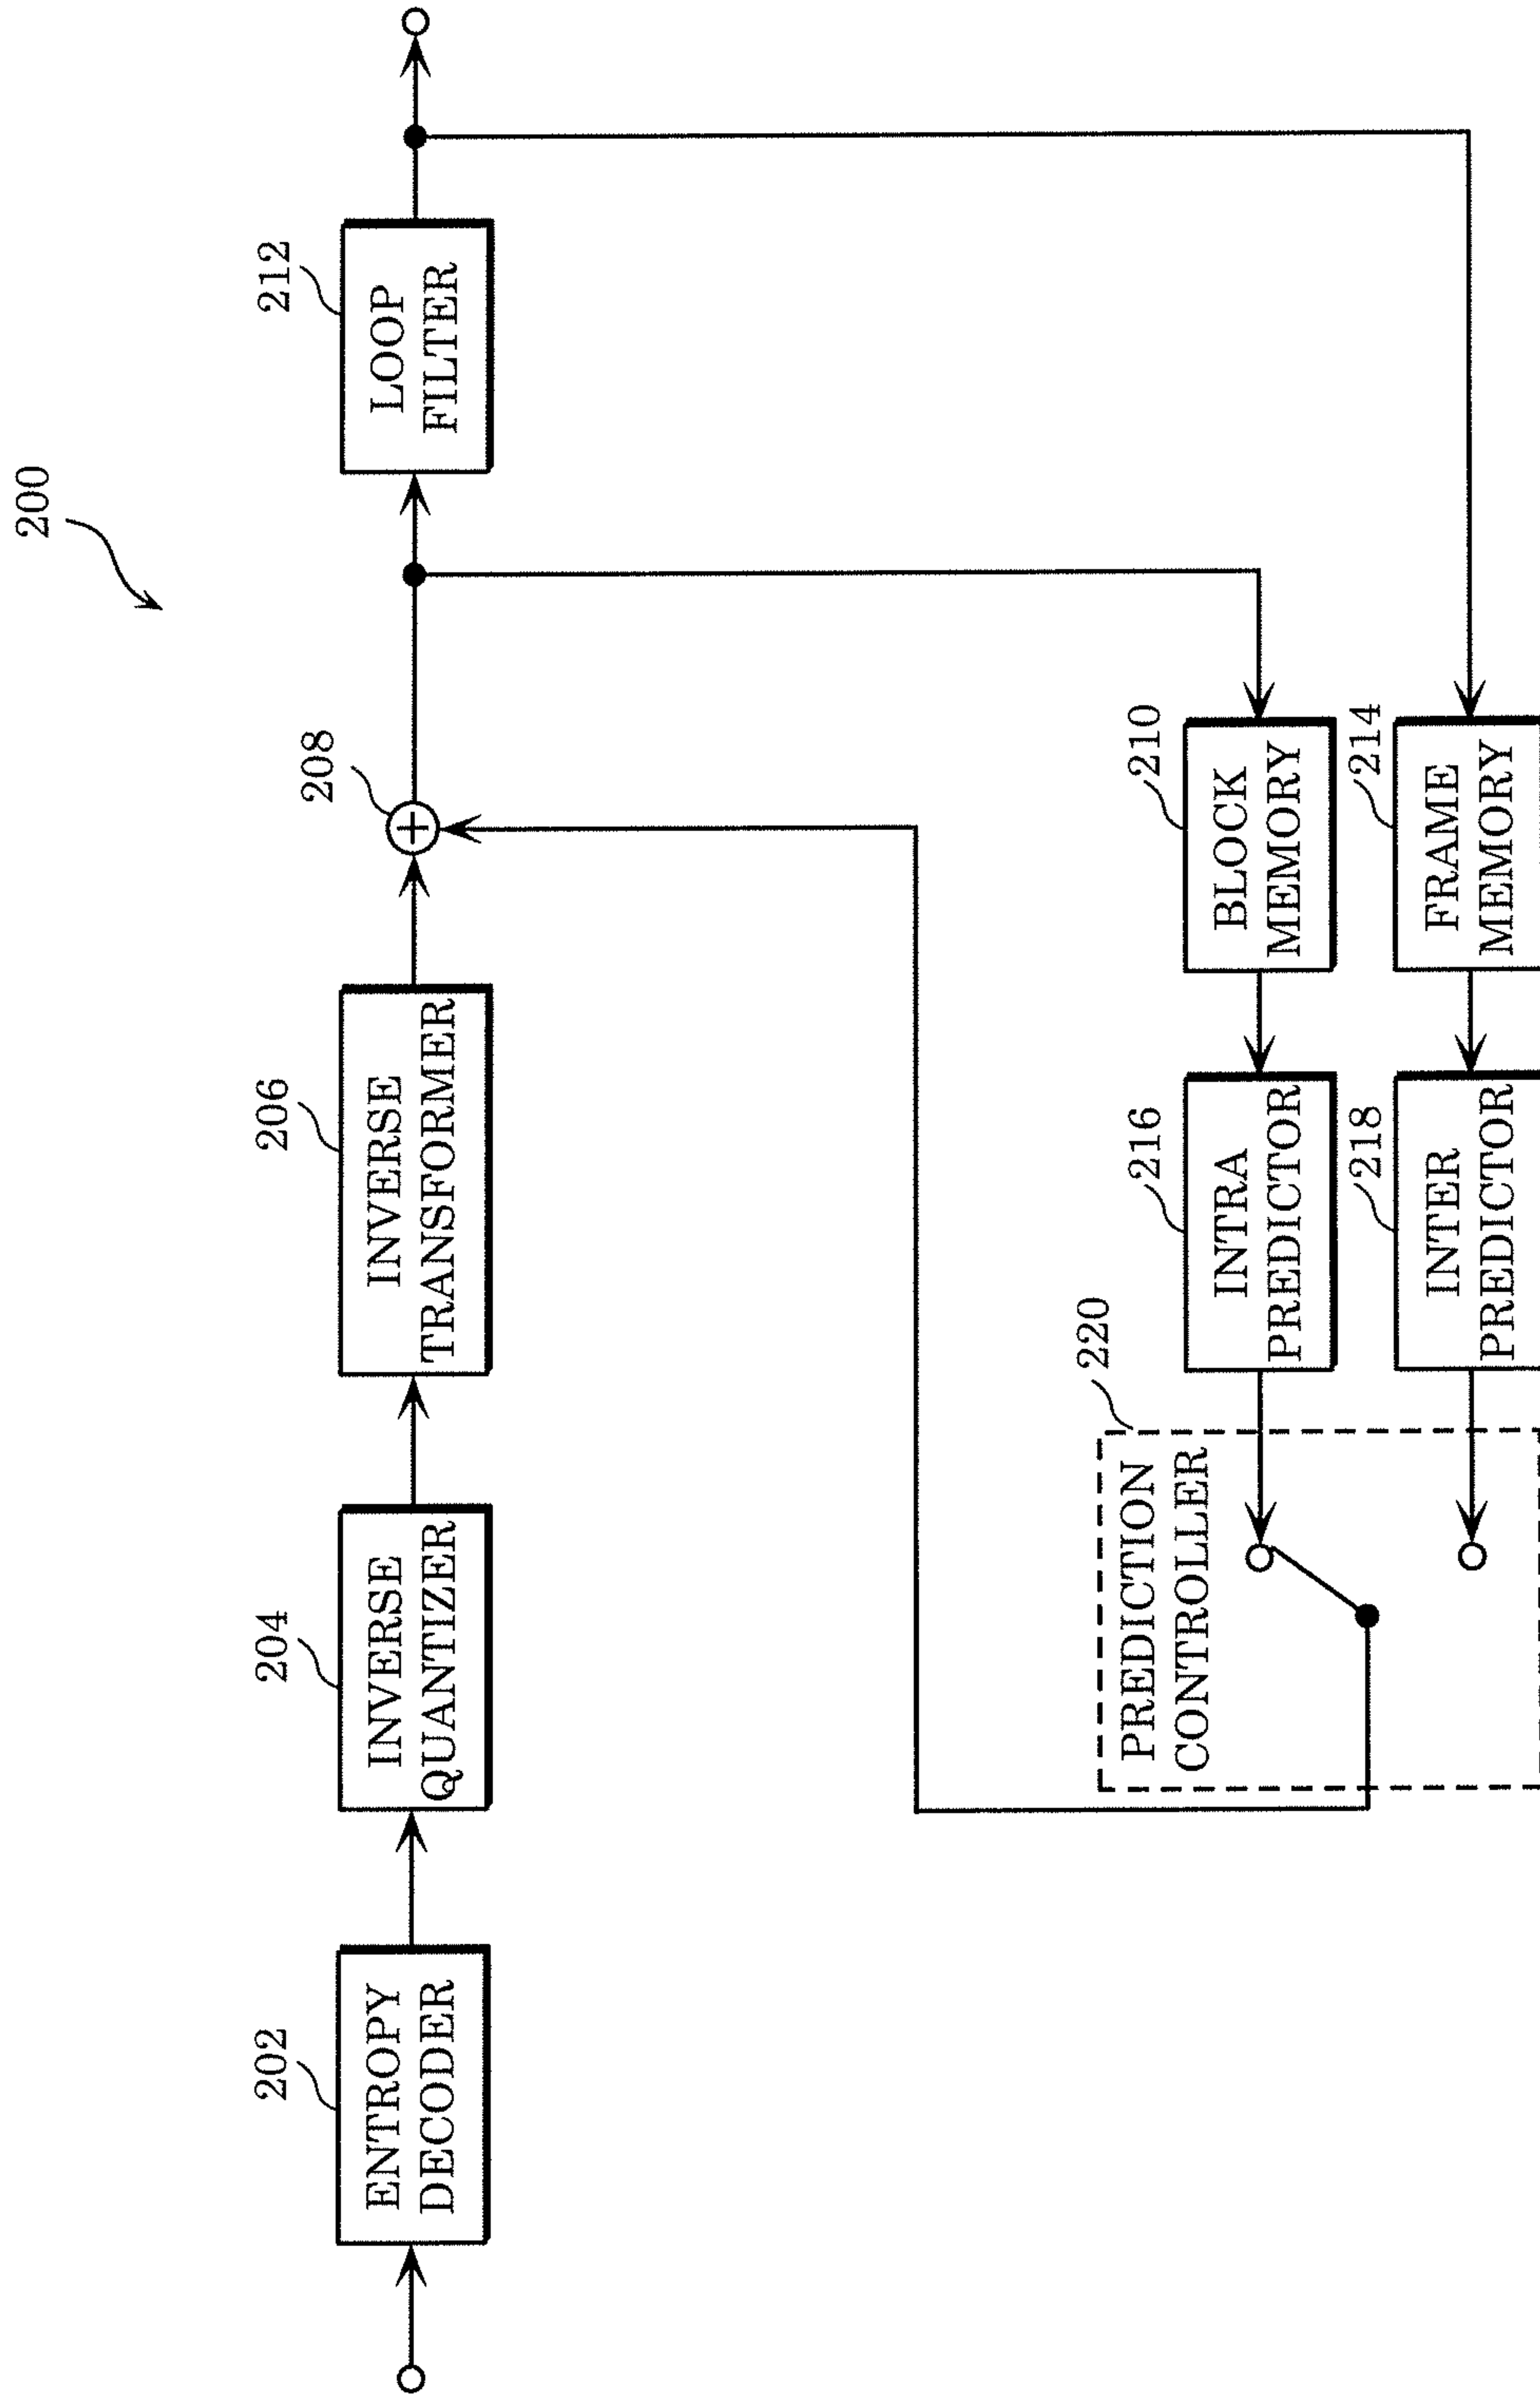 200
202
ENTROPY
DECODER
204
INVERSE
QUANTIZER
206
INVERSE
TRANSFORMER
208
+
212
LOOP
FILTER
220
PREDICTION
CONTROLLER
216
INTRA
PREDICTOR
210
BLOCK
MEMORY
218
INTER
PREDICTOR
214
FRAME
MEMORY